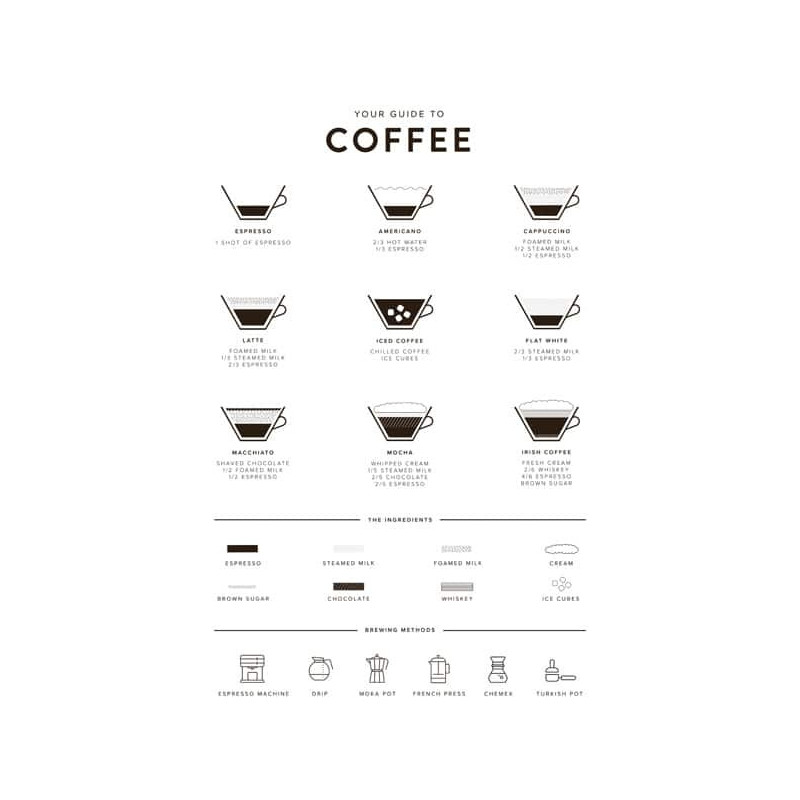 YOUR GUIDE TO
COFFEE
ESPRESSO
1 SHOT OF ESPRESSO
AMERICANO
2/3 HOT WATER
1/3 ESPRESSO
CAPPUCCINO
FOAMED MILK
1/2 STEAMED MILK
1/2 ESPRESSO
LATTE
FOAMED MILK
1/3 STEAMED MILK
2/3 ESPRESSO
ICED COFFEE
CHILLED COFFEE
ICE CUBES
FLAT WHITE
2/3 STEAMED MILK
1/3 ESPRESSO
MACCHIATO
SHAVED CHOCOLATE
1/2 FOAMED MILK
1/2 ESPRESSO
MOCHA
WHIPPED CREAM
1/5 STEAMED MILK
2/5 CHOCOLATE
2/5 ESPRESSO
IRISH COFFEE
FRESH CREAM
2/6 WHISKEY
4/6 ESPRESSO
BROWN SUGAR
THE INGREDIENTS
ESPRESSO
STEAMED MILK
FOAMED MILK
CREAM
BROWN SUGAR
CHOCOLATE
WHISKEY
ICE CUBES
BREWING METHODS
ESPRESSO MACHINE
DRIP
MOKA POT
FRENCH PRESS
CHEMEX
TURKISH POT